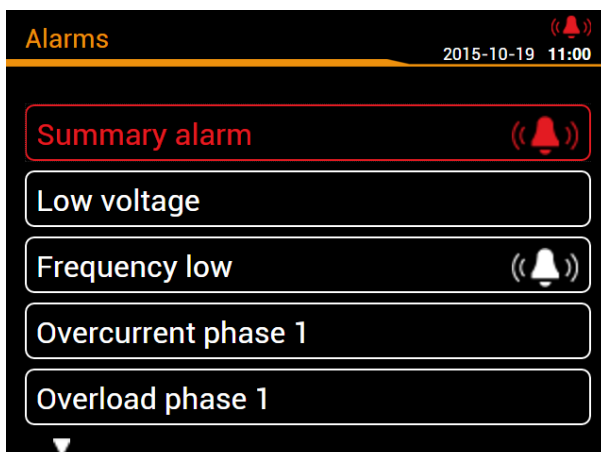 Alarms
2015-10-19 11:00
Summary alarm
Low voltage
Frequency low
Overcurrent phase 1
Overload phase 1